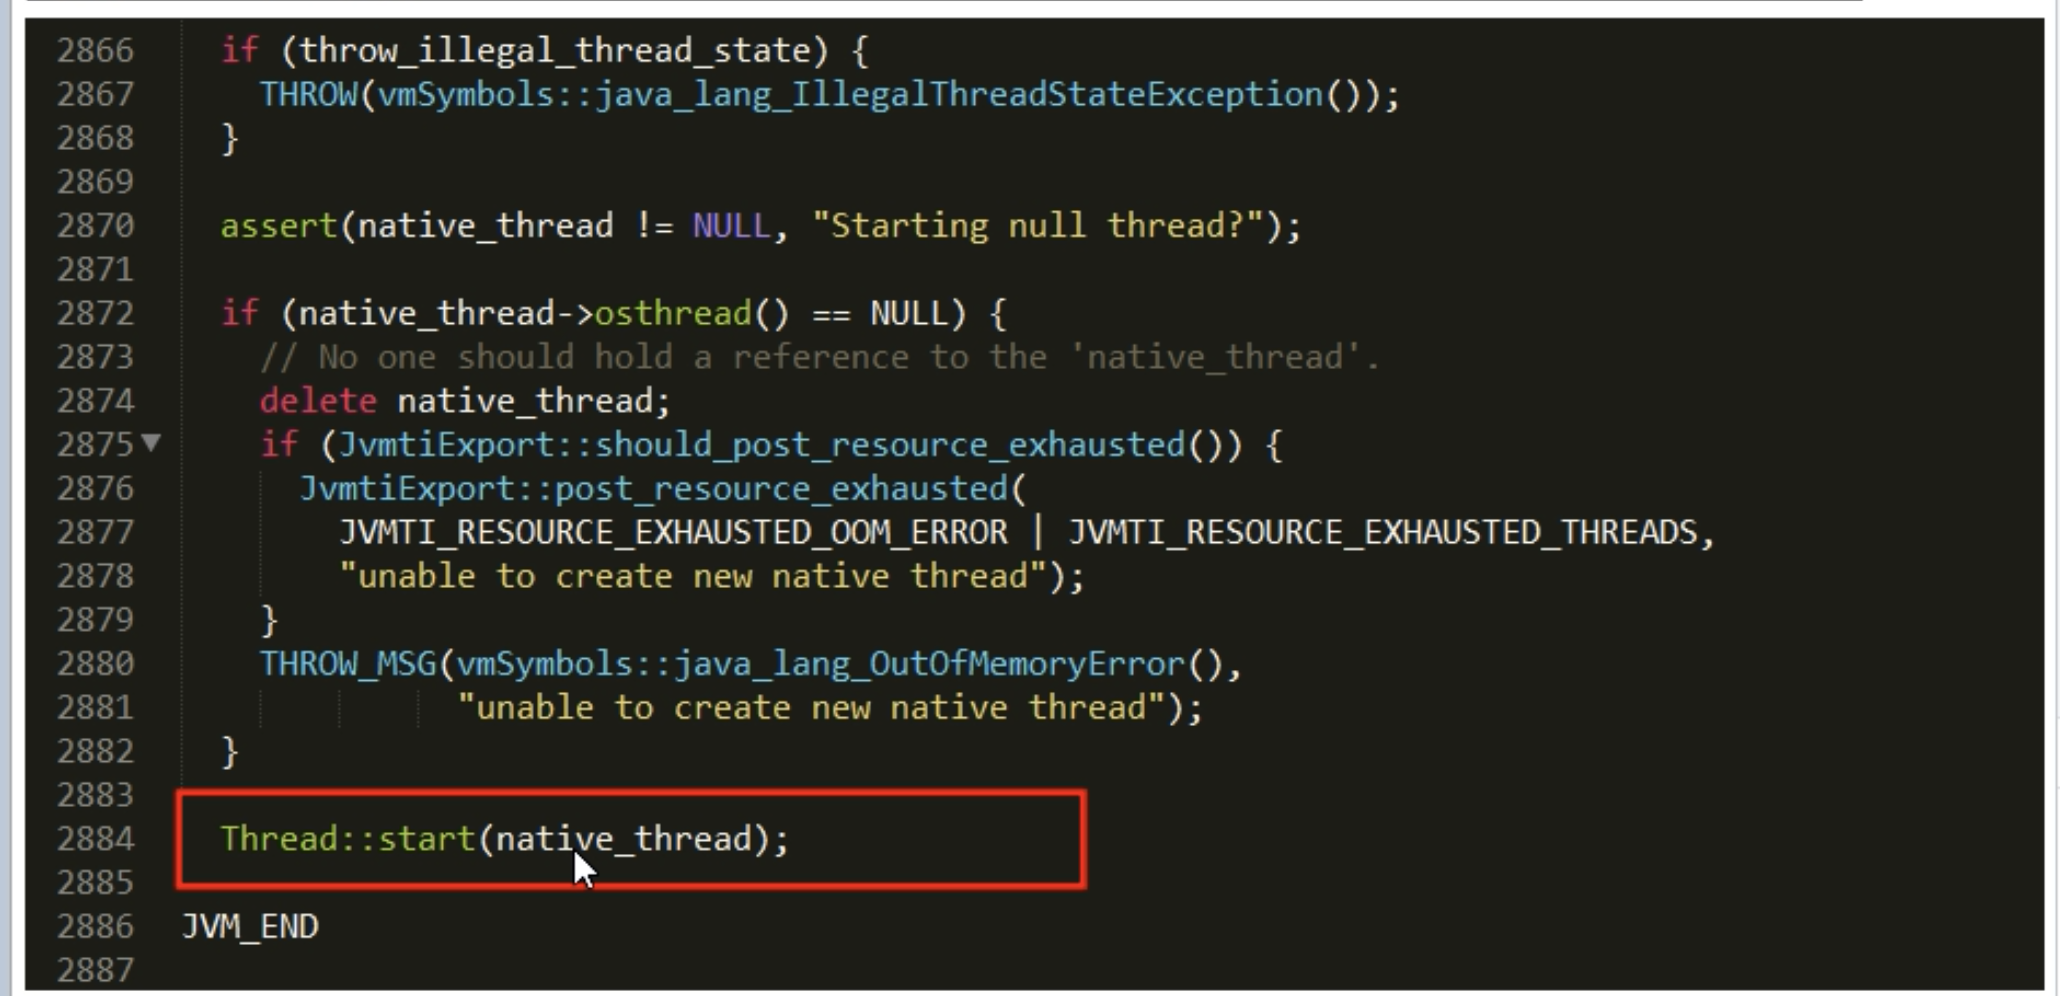 2866 if (throw_illegal_thread_state) {
2867 THROW(vmSymbols::java_lang_IllegalThreadStateException());
2868 }
2869
2870 assert(native_thread != NULL, "Starting null thread?");
2871
2872 if (native_thread->osthread() == NULL) {
2873 // No one should hold a reference to the 'native_thread'.
2874 delete native_thread;
2875 if (JvmtiExport::should_post_resource_exhausted()) {
2876 JvmtiExport::post_resource_exhausted(
2877 JVMTI_RESOURCE_EXHAUSTED_OOM_ERROR | JVMTI_RESOURCE_EXHAUSTED_THREADS,
2878 "unable to create new native thread");
2879 }
2880 THROW_MSG(vmSymbols::java_lang_OutOfMemoryError(),
2881 "unable to create new native thread");
2882 }
2883
2884 Thread::start(native_thread);
2885
2886 JVM_END
2887